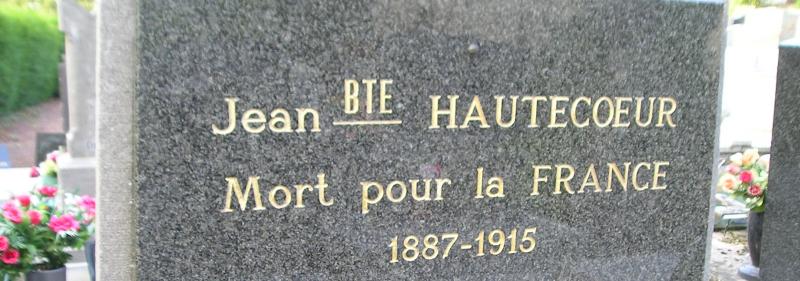 Jean BTE HAUTECOEUR
Mort pour la FRANCE
1887-1915